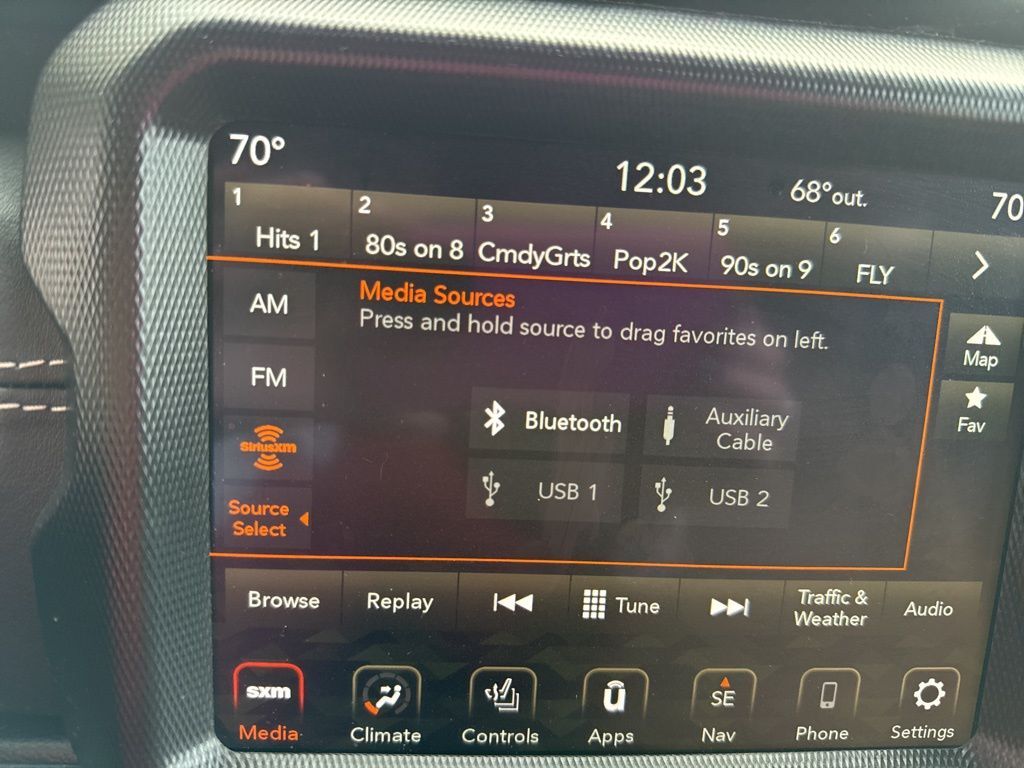 70°
12:03
68°out.
70
1 Hits 1
2 80s on 8
3 CmdyGrts
4 Pop2K
5 90s on 9
6 FLY
AM
Media Sources
Press and hold source to drag favorites on left.
Map
FM
Bluetooth
Auxiliary
Cable
Fav
SiriusXM
USB 1
USB 2
Source
Select
Browse
Replay
Tune
Traffic &
Weather
Audio
sxm
Media
Climate
Controls
u
Apps
SE
Nav
Phone
Settings